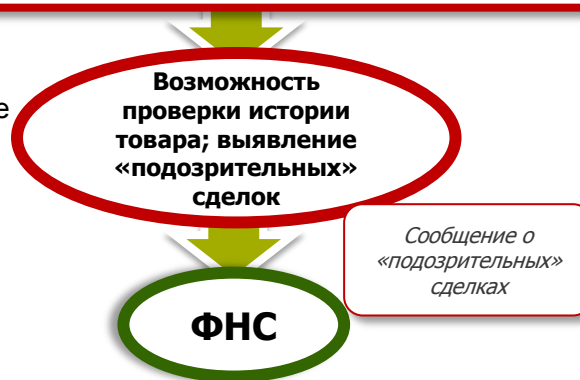 Возможность
проверки истории
товара; выявление
«подозрительных»
сделок
Сообщение о
«подозрительных»
сделках
ФНС